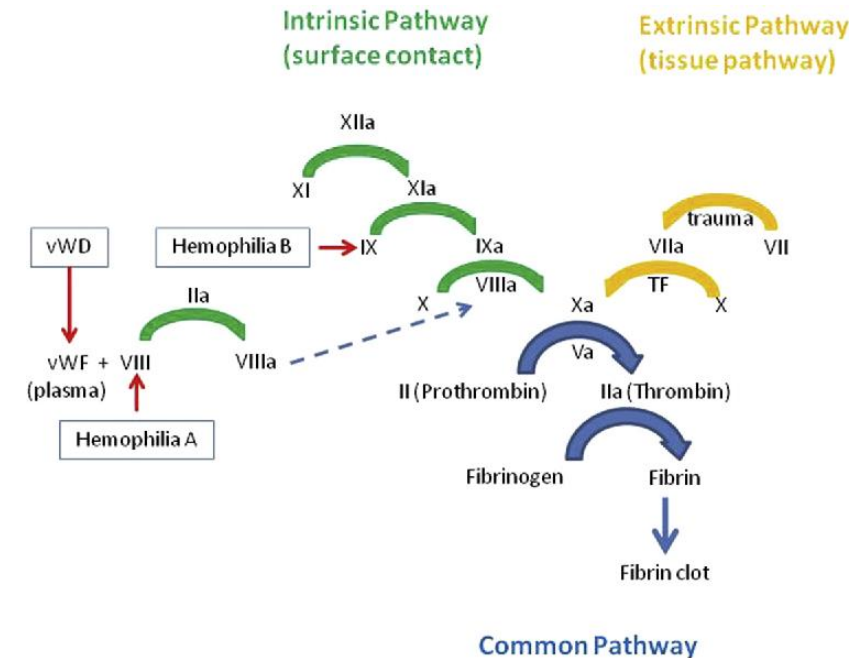 Intrinsic Pathway
(surface contact)
Extrinsic Pathway
(tissue pathway)
XIIa
XI
XIa
trauma
vWD
Hemophilia B
IX
IXa
VIIa
VII
IIa
X
VIIIa
TF
X
Xa
Va
vWF + VIII
(plasma)
VIIIa
II (Prothrombin)
IIa (Thrombin)
Hemophilia A
Fibrinogen
Fibrin
Fibrin clot
Common Pathway